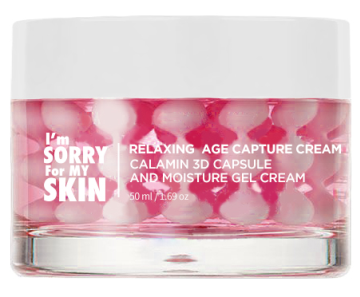 I'm
SORRY
For MY
SKIN
RELAXING AGE CAPTURE CREAM
CALAMIN 3D CAPSULE
AND MOISTURE GEL CREAM
50 ml / 1.69 oz